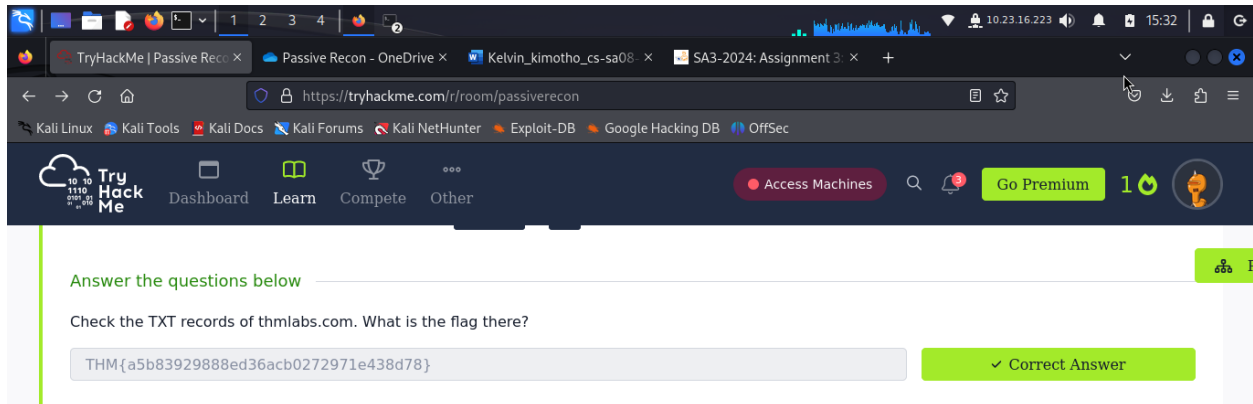 1 2 3 4 2 10.23.16.223 15:32
TryHackMe | Passive Reco × Passive Recon - OneDrive × Kelvin_kimotho_cs-sa08- × SA3-2024: Assignment 3: × +
https://tryhackme.com/r/room/passiverecon
Kali Linux Kali Tools Kali Docs Kali Forums Kali NetHunter Exploit-DB Google Hacking DB OffSec
Try Hack Me
Dashboard Learn Compete Other Access Machines 3 Go Premium 1
Answer the questions below
Check the TXT records of thmlabs.com. What is the flag there?
THM{a5b83929888ed36acb0272971e438d78} ✓ Correct Answer